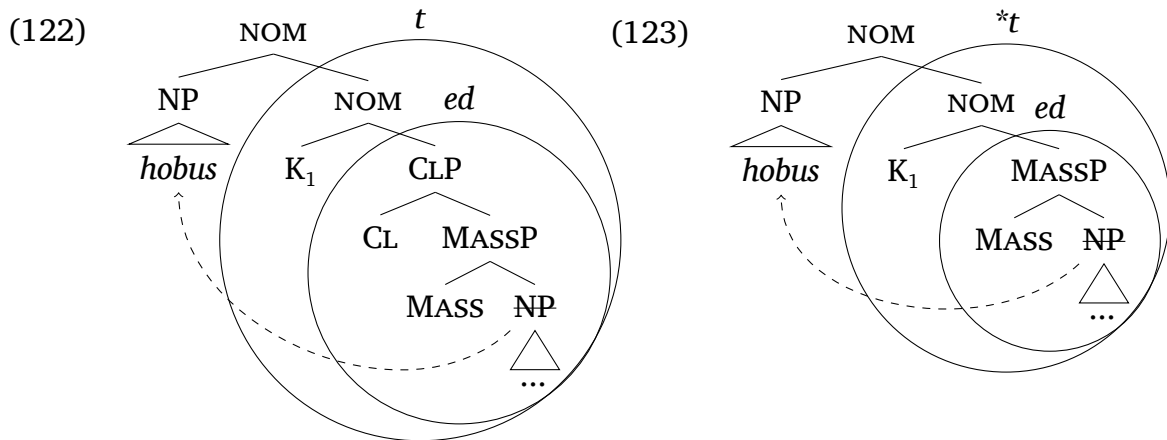 (122)
t
NOM
NP
NOM
ed
hobus
K₁
CLP
CL
MASSP
MASS
NP
...
(123)
*t
NOM
NP
NOM
ed
hobus
K₁
MASSP
MASS
NP
...